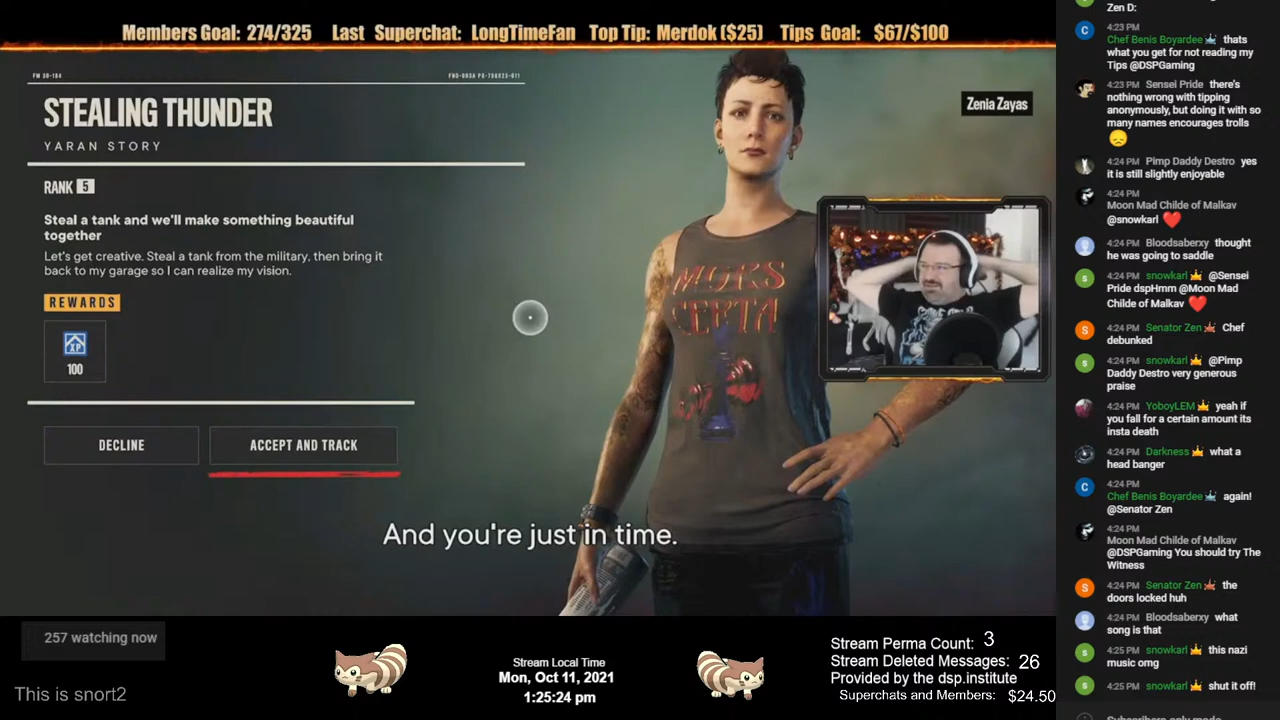 Members Goal: 274/325 Last Superchat: LongTimeFan Top Tip: Merdok ($25) Tips Goal: $67/$100
STEALING THUNDER
YARAN STORY
RANK 5
Steal a tank and we'll make something beautiful
together
Let's get creative. Steal a tank from the military, then bring it
back to my garage so I can realize my vision.
REWARDS
XP
100
DECLINE
ACCEPT AND TRACK
Zenia Zayas
MORS
CERTA
And you're just in time.
257 watching now
This is snort2
Stream Local Time
Mon, Oct 11, 2021
1:25:24 pm
Stream Perma Count: 3
Stream Deleted Messages: 26
Provided by the dsp.institute
Superchats and Members: $24.50
Zen D:
C
4:23 PM
Chef Benis Boyardee thats
what you get for not reading my
Tips @DSPGaming
4:23 PM Sensei Pride there's
nothing wrong with tipping
anonymously, but doing it with so
many names encourages trolls
4:24 PM Pimp Daddy Destro yes
it is still slightly enjoyable
4:24 PM
Moon Mad Childe of Malkav
@snowkarl
4:24 PM Bloodsaberxy thought
he was going to saddle
s
4:24 PM snowkarl @Sensei
Pride dspHmm @Moon Mad
Childe of Malkav
S
4:24 PM Senator Zen Chef
debunked
s
4:24 PM snowkarl @Pimp
Daddy Destro very generous
praise
4:24 PM YoboyLEM yeah if
you fall for a certain amount its
insta death
4:24 PM Darkness what a
head banger
C
4:24 PM
Chef Benis Boyardee again!
@Senator Zen
4:24 PM
Moon Mad Childe of Malkav
@DSPGaming You should try The
Witness
S
4:24 PM Senator Zen the
doors locked huh
4:24 PM Bloodsaberxy what
song is that
s
4:25 PM snowkarl this nazi
music omg
s
4:25 PM snowkarl shut it off!
Subscribers-only mode